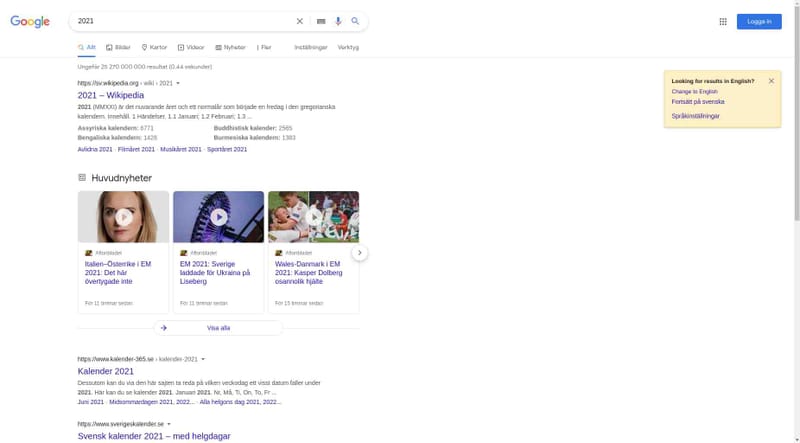 Google
2021
Logga in
Allt
Bilder
Kartor
Videor
Nyheter
Fler
Inställningar
Verktyg
Ungefär 25 270 000 000 resultat (0,44 sekunder)
https://sv.wikipedia.org › wiki › 2021
2021 – Wikipedia
2021 (MMXXI) är det nuvarande året och ett normalår som började en fredag i den gregorianska
kalendern. Innehåll. 1 Händelser. 1.1 Januari; 1.2 Februari; 1.3 ...
Assyriska kalendern: 6771
Buddhistisk kalender: 2565
Bengaliska kalendern: 1428
Burmesiska kalendern: 1383
Avlidna 2021 · Filmåret 2021 · Musikåret 2021 · Sportåret 2021
Looking for results in English?
Change to English
Fortsätt på svenska
Språkinställningar
Huvudnyheter
Aftonbladet
Italien–Österrike i EM
2021: Det här
övertygade inte
För 11 timmar sedan
Aftonbladet
EM 2021: Sverige
laddade för Ukraina på
Liseberg
För 11 timmar sedan
Aftonbladet
Wales-Danmark i EM
2021: Kasper Dolberg
osannolik hjälte
För 15 timmar sedan
Visa alla
https://www.kalender-365.se › kalender-2021
Kalender 2021
Dessutom kan du via den här sajten ta reda på vilken veckodag ett visst datum faller under
2021. Här kan du se kalender 2021. Januari 2021. Nr, Må, Ti, On, To, Fr ...
Juni 2021 · Midsommardagen 2021, 2022... · Alla helgons dag 2021, 2022...
https://www.sverigeskalender.se
Svensk kalender 2021 – med helgdagar